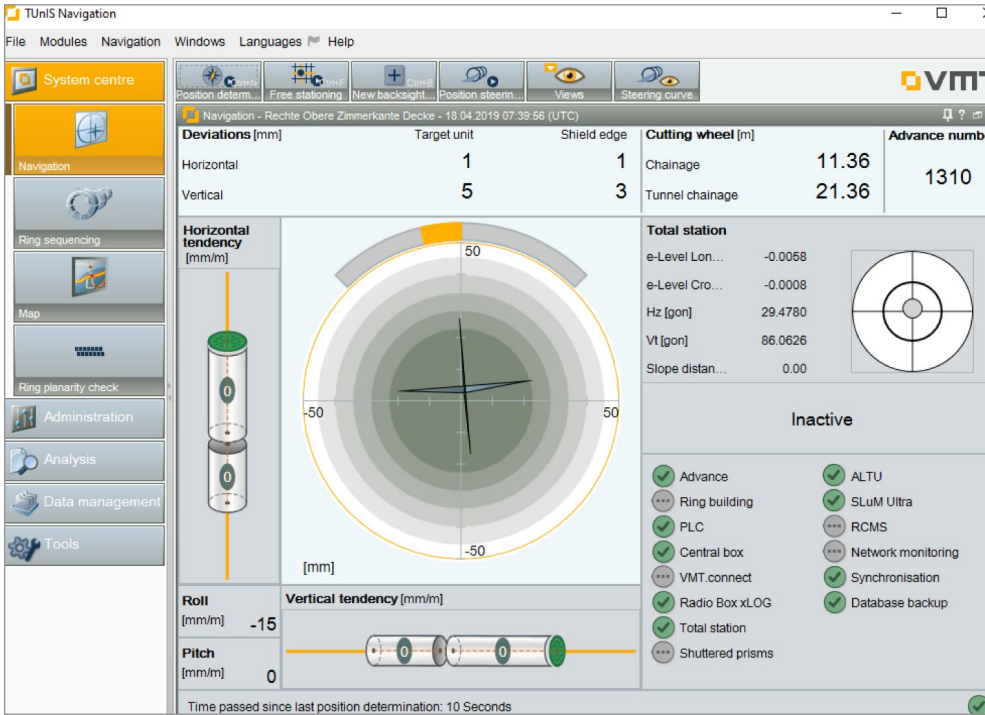 TUnIS Navigation
File Modules Navigation Windows Languages Help
System centre
Navigation
Ring sequencing
Map
Ring planarity check
Administration
Analysis
Data management
Tools
Position determ... Ctrl+N
Free stationing Ctrl+F
New backsight... Ctrl+B
Position steerin...
Views
Steering curve
VMT
Navigation - Rechte Obere Zimmerkante Decke - 18.04.2019 07:39:56 (UTC)
Deviations [mm] Target unit Shield edge
Horizontal 1 1
Vertical 5 3
Cutting wheel [m]
Chainage 11.36
Tunnel chainage 21.36
Advance numb
1310
Horizontal
tendency
[mm/m]
0
0
50
-50 50
-50
[mm]
Roll
[mm/m] -15
Pitch
[mm/m] 0
Vertical tendency [mm/m]
0 0
Total station
e-Level Lon... -0.0058
e-Level Cro... -0.0008
Hz [gon] 29.4780
Vt [gon] 86.0626
Slope distan... 0.00
Inactive
Advance
Ring building
PLC
Central box
VMT.connect
Radio Box xLOG
Total station
Shuttered prisms
ALTU
SLuM Ultra
RCMS
Network monitoring
Synchronisation
Database backup
Time passed since last position determination: 10 Seconds